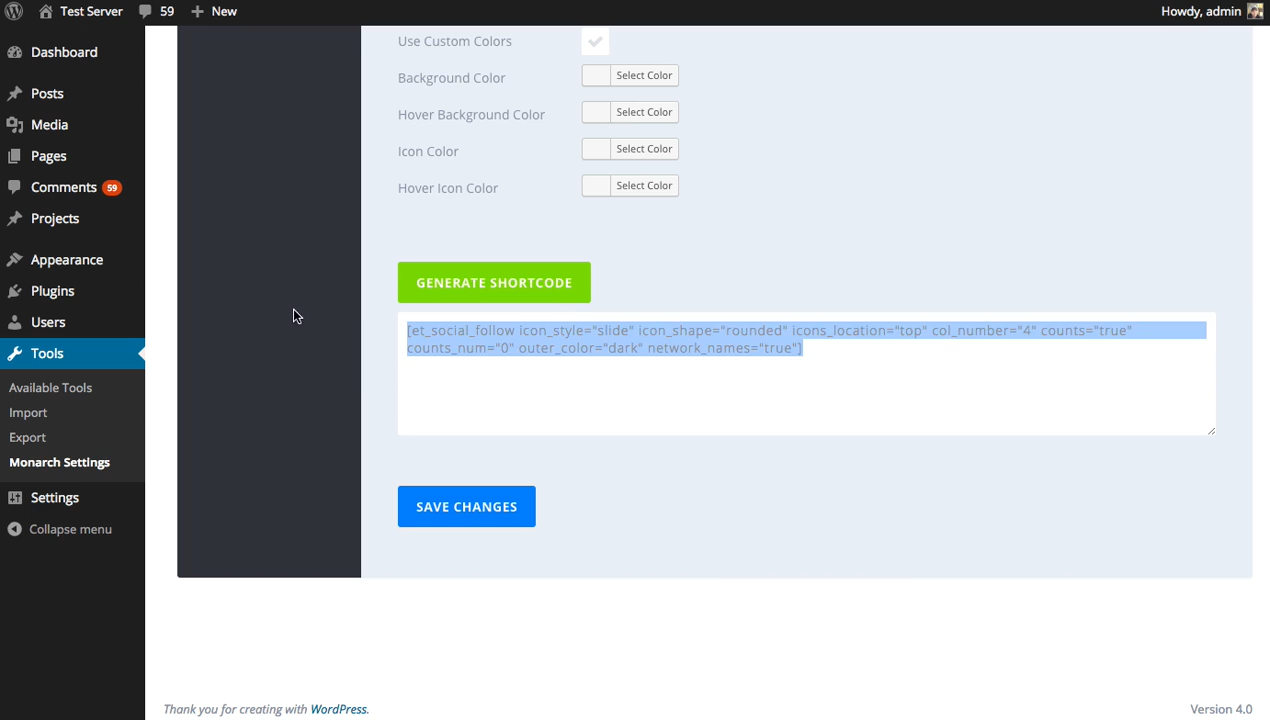 Test Server
59
New
Howdy, admin
Dashboard
Posts
Media
Pages
Comments 59
Projects
Appearance
Plugins
Users
Tools
Available Tools
Import
Export
Monarch Settings
Settings
Collapse menu
Use Custom Colors
Background Color Select Color
Hover Background Color Select Color
Icon Color Select Color
Hover Icon Color Select Color
GENERATE SHORTCODE
[et_social_follow icon_style="slide" icon_shape="rounded" icons_location="top" col_number="4" counts="true"
counts_num="0" outer_color="dark" network_names="true"]
SAVE CHANGES
Thank you for creating with WordPress.
Version 4.0